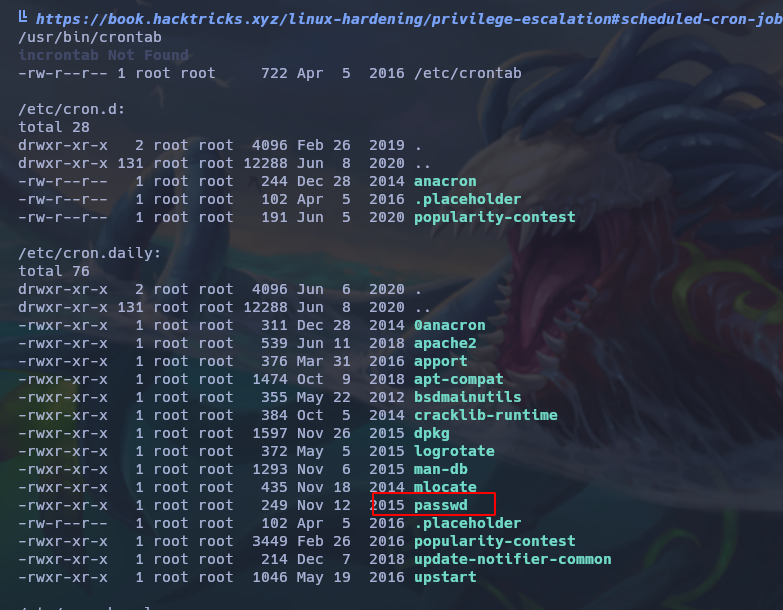 ╚ https://book.hacktricks.xyz/linux-hardening/privilege-escalation#scheduled-cron-job
/usr/bin/crontab
incrontab Not Found
-rw-r--r-- 1 root root     722 Apr  5  2016 /etc/crontab
/etc/cron.d:
total 28
drwxr-xr-x   2 root root  4096 Feb 26  2019 .
drwxr-xr-x 131 root root 12288 Jun  8  2020 ..
-rw-r--r--   1 root root   244 Dec 28  2014 anacron
-rw-r--r--   1 root root   102 Apr  5  2016 .placeholder
-rw-r--r--   1 root root   191 Jun  5  2020 popularity-contest
/etc/cron.daily:
total 76
drwxr-xr-x   2 root root  4096 Jun  6  2020 .
drwxr-xr-x 131 root root 12288 Jun  8  2020 ..
-rwxr-xr-x   1 root root   311 Dec 28  2014 0anacron
-rwxr-xr-x   1 root root   539 Jun 11  2018 apache2
-rwxr-xr-x   1 root root   376 Mar 31  2016 apport
-rwxr-xr-x   1 root root  1474 Oct  9  2018 apt-compat
-rwxr-xr-x   1 root root   355 May 22  2012 bsdmainutils
-rwxr-xr-x   1 root root   384 Oct  5  2014 cracklib-runtime
-rwxr-xr-x   1 root root  1597 Nov 26  2015 dpkg
-rwxr-xr-x   1 root root   372 May  5  2015 logrotate
-rwxr-xr-x   1 root root  1293 Nov  6  2015 man-db
-rwxr-xr-x   1 root root   435 Nov 18  2014 mlocate
-rwxr-xr-x   1 root root   249 Nov 12  2015 passwd
-rw-r--r--   1 root root   102 Apr  5  2016 .placeholder
-rwxr-xr-x   1 root root  3449 Feb 26  2016 popularity-contest
-rwxr-xr-x   1 root root   214 Dec  7  2018 update-notifier-common
-rwxr-xr-x   1 root root  1046 May 19  2016 upstart